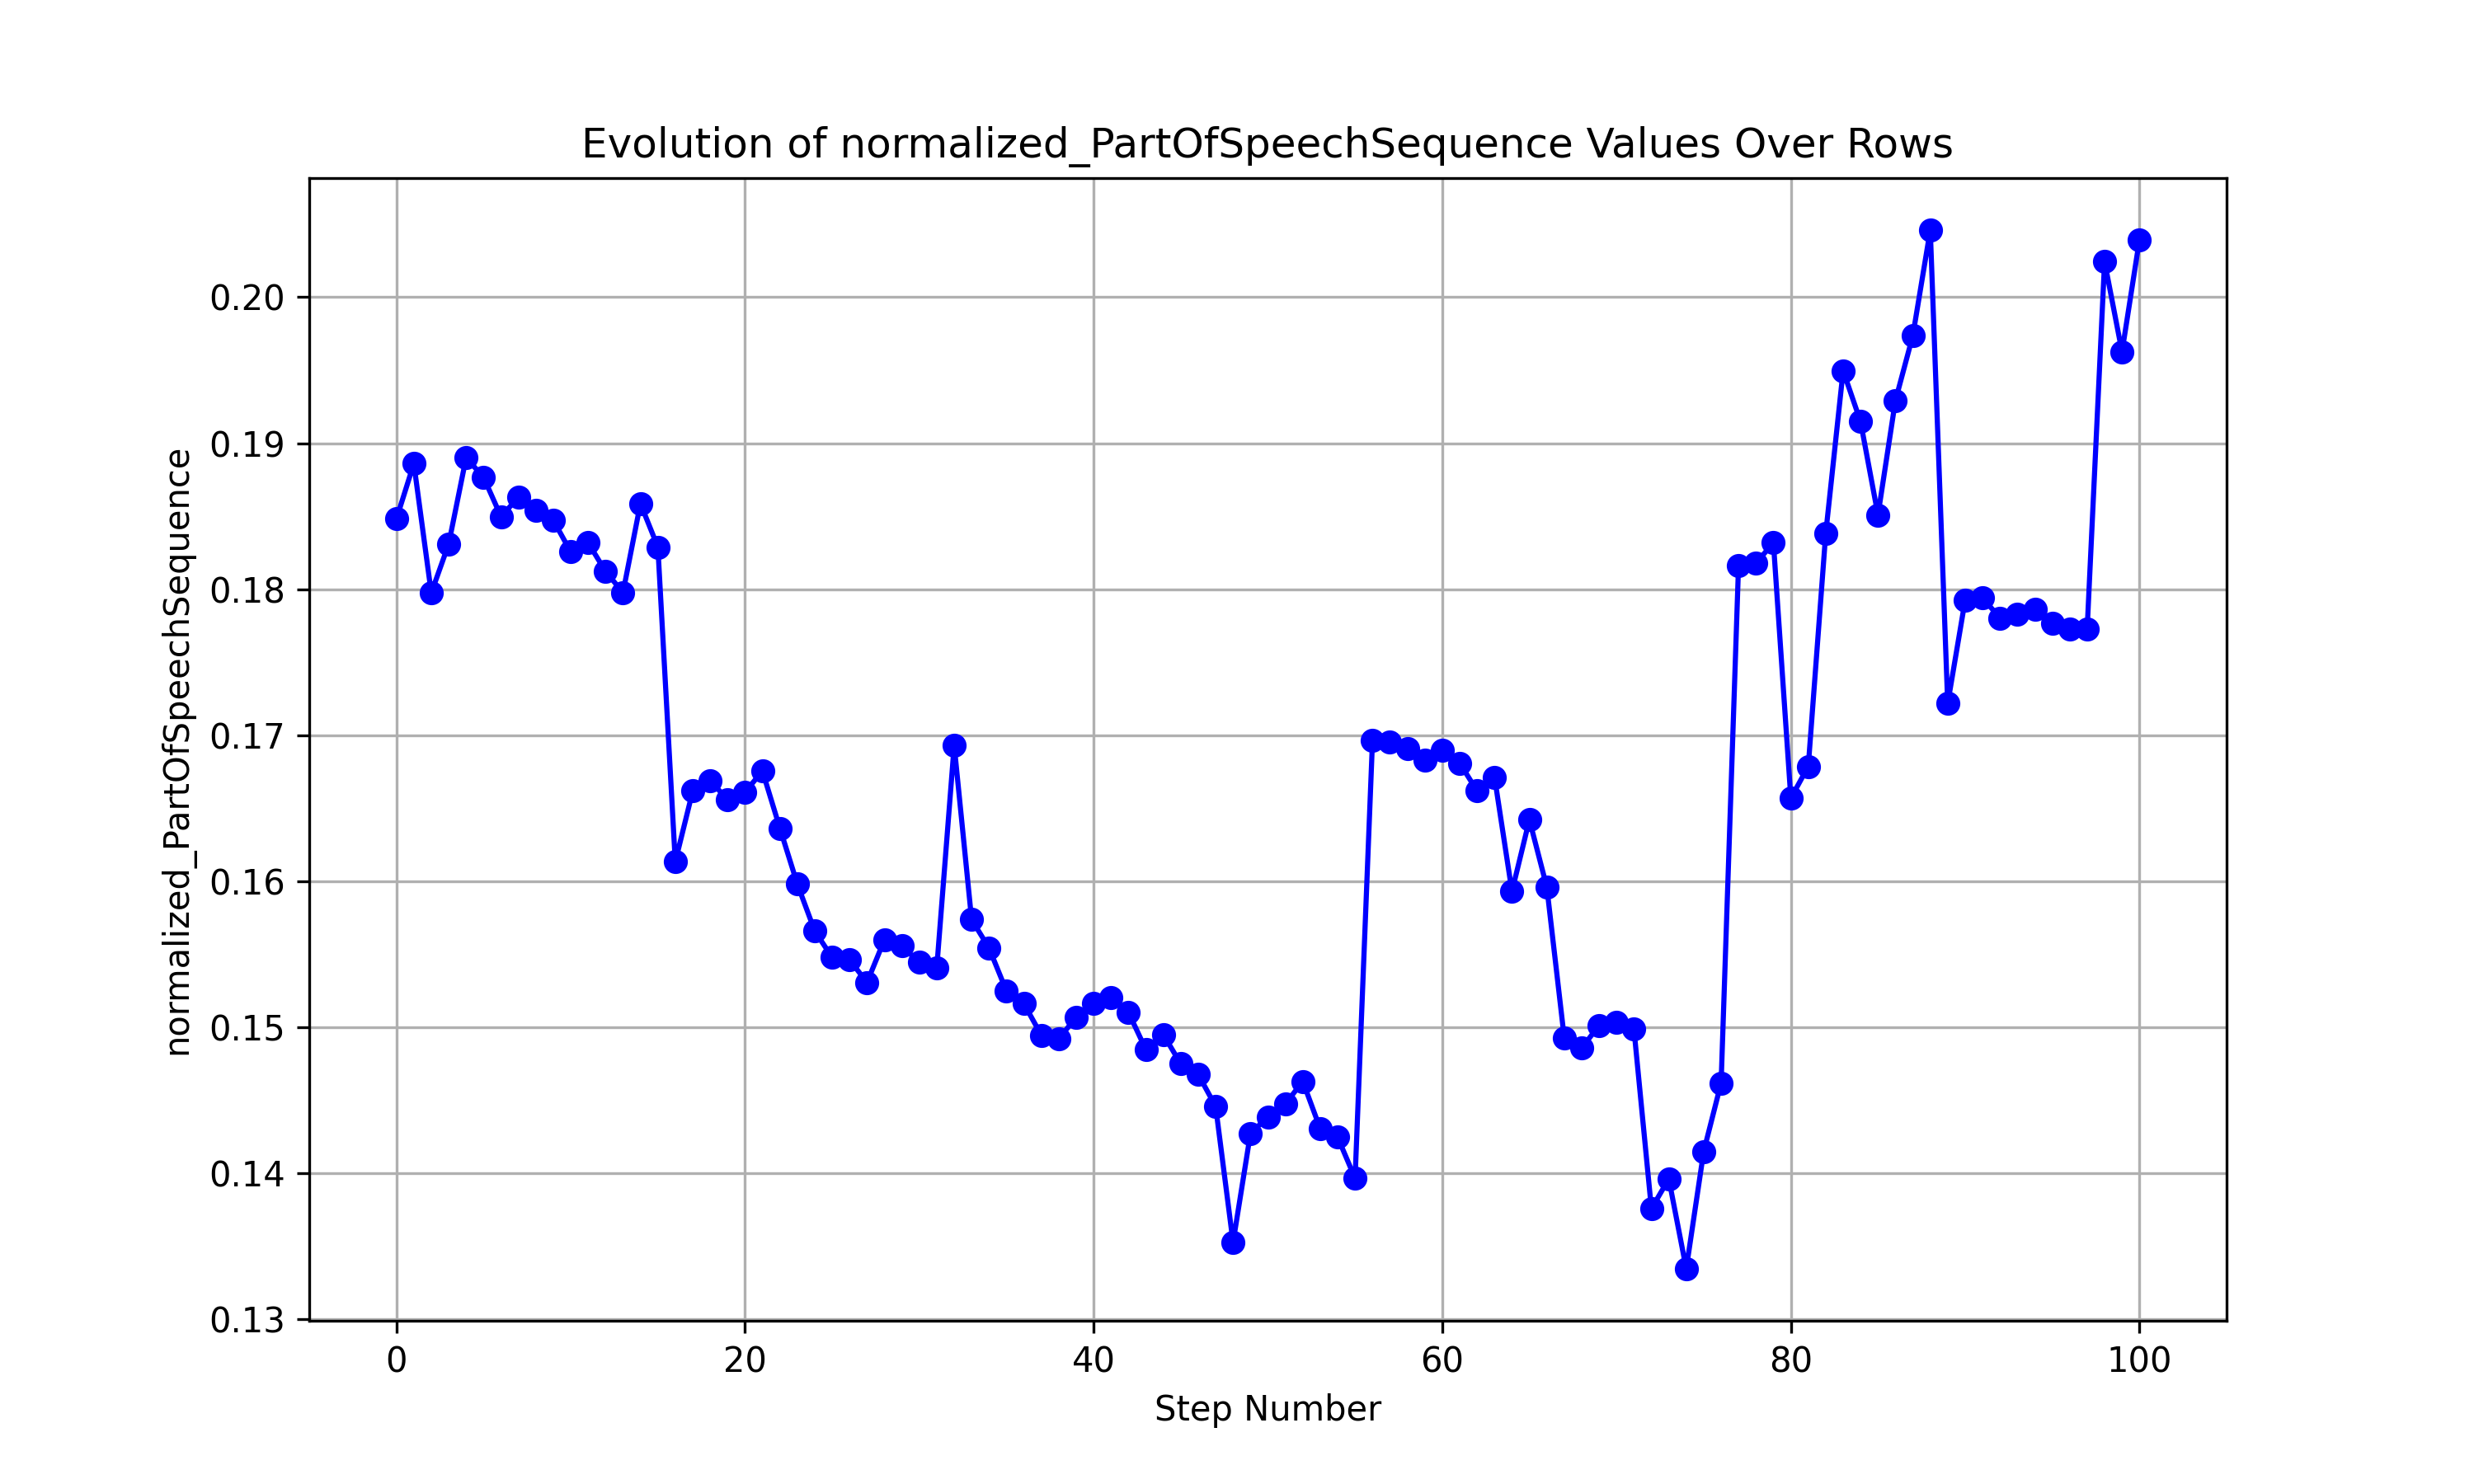 Evolution of normalized_PartOfSpeechSequence Values Over Rows
normalized_PartOfSpeechSequence
0.20
0.19
0.18
0.17
0.16
0.15
0.14
0.13
0 20 40 60 80 100
Step Number